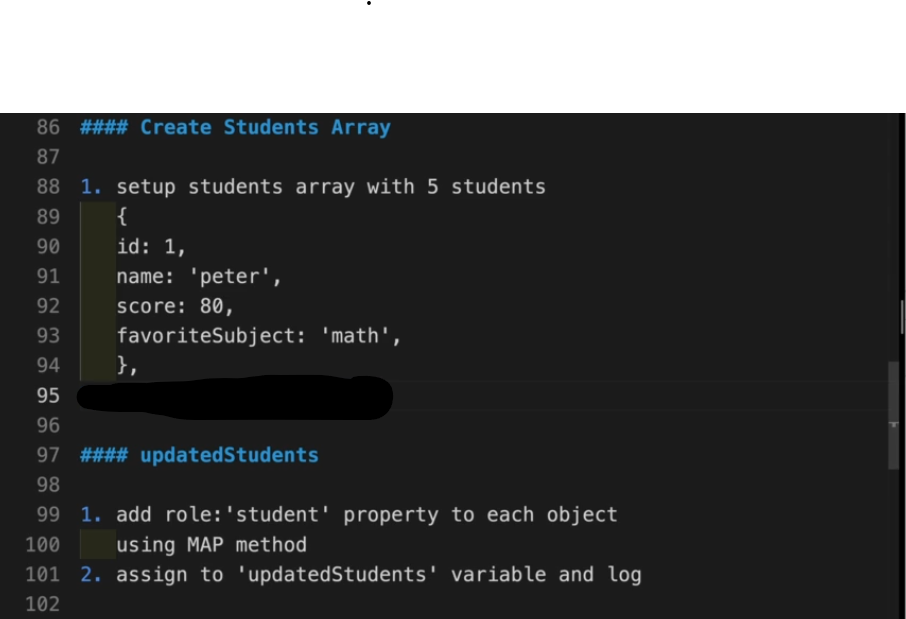 86 #### Create Students Array
87
88 1. setup students array with 5 students
89 {
90 id: 1,
91 name: 'peter',
92 score: 80,
93 favoriteSubject: 'math',
94 },
95
96
97 #### updatedStudents
98
99 1. add role:'student' property to each object
100 using MAP method
101 2. assign to 'updatedStudents' variable and log
102